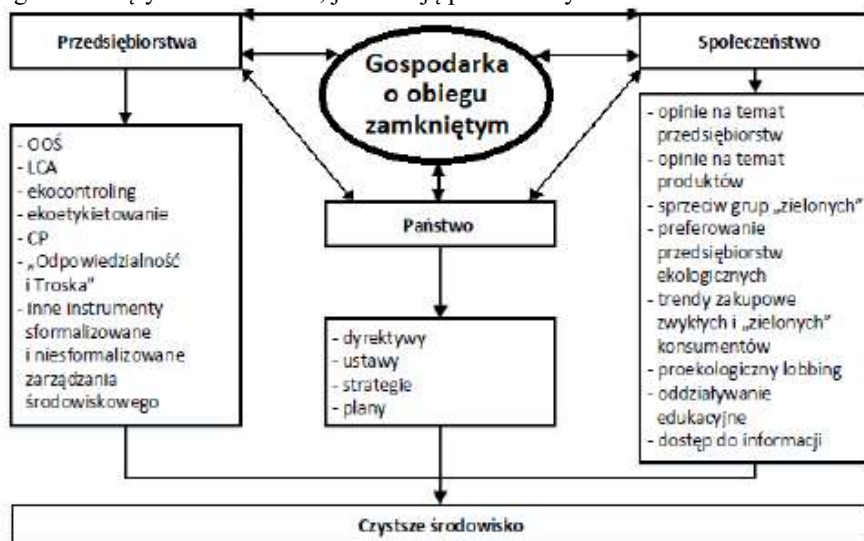 Przedsiębiorstwa
Gospodarka
o obiegu
zamkniętym
Społeczeństwo
- OOŚ
- LCA
- ekocontroling
- ekoetykietowanie
- CP
- „Odpowiedzialność
i Troska”
- inne instrumenty
sformalizowane
i niesformalizowane
zarządzania
środowiskowego
Państwo
- dyrektywy
- ustawy
- strategie
- plany
- opinie na temat
przedsiębiorstw
- opinie na temat
produktów
- sprzeciw grup „zielonych”
- preferowanie
przedsiębiorstw
ekologicznych
- trendy zakupowe
zwykłych i „zielonych”
konsumentów
- proekologiczny lobbing
- oddziaływanie
edukacyjne
- dostęp do informacji
Czystsze środowisko